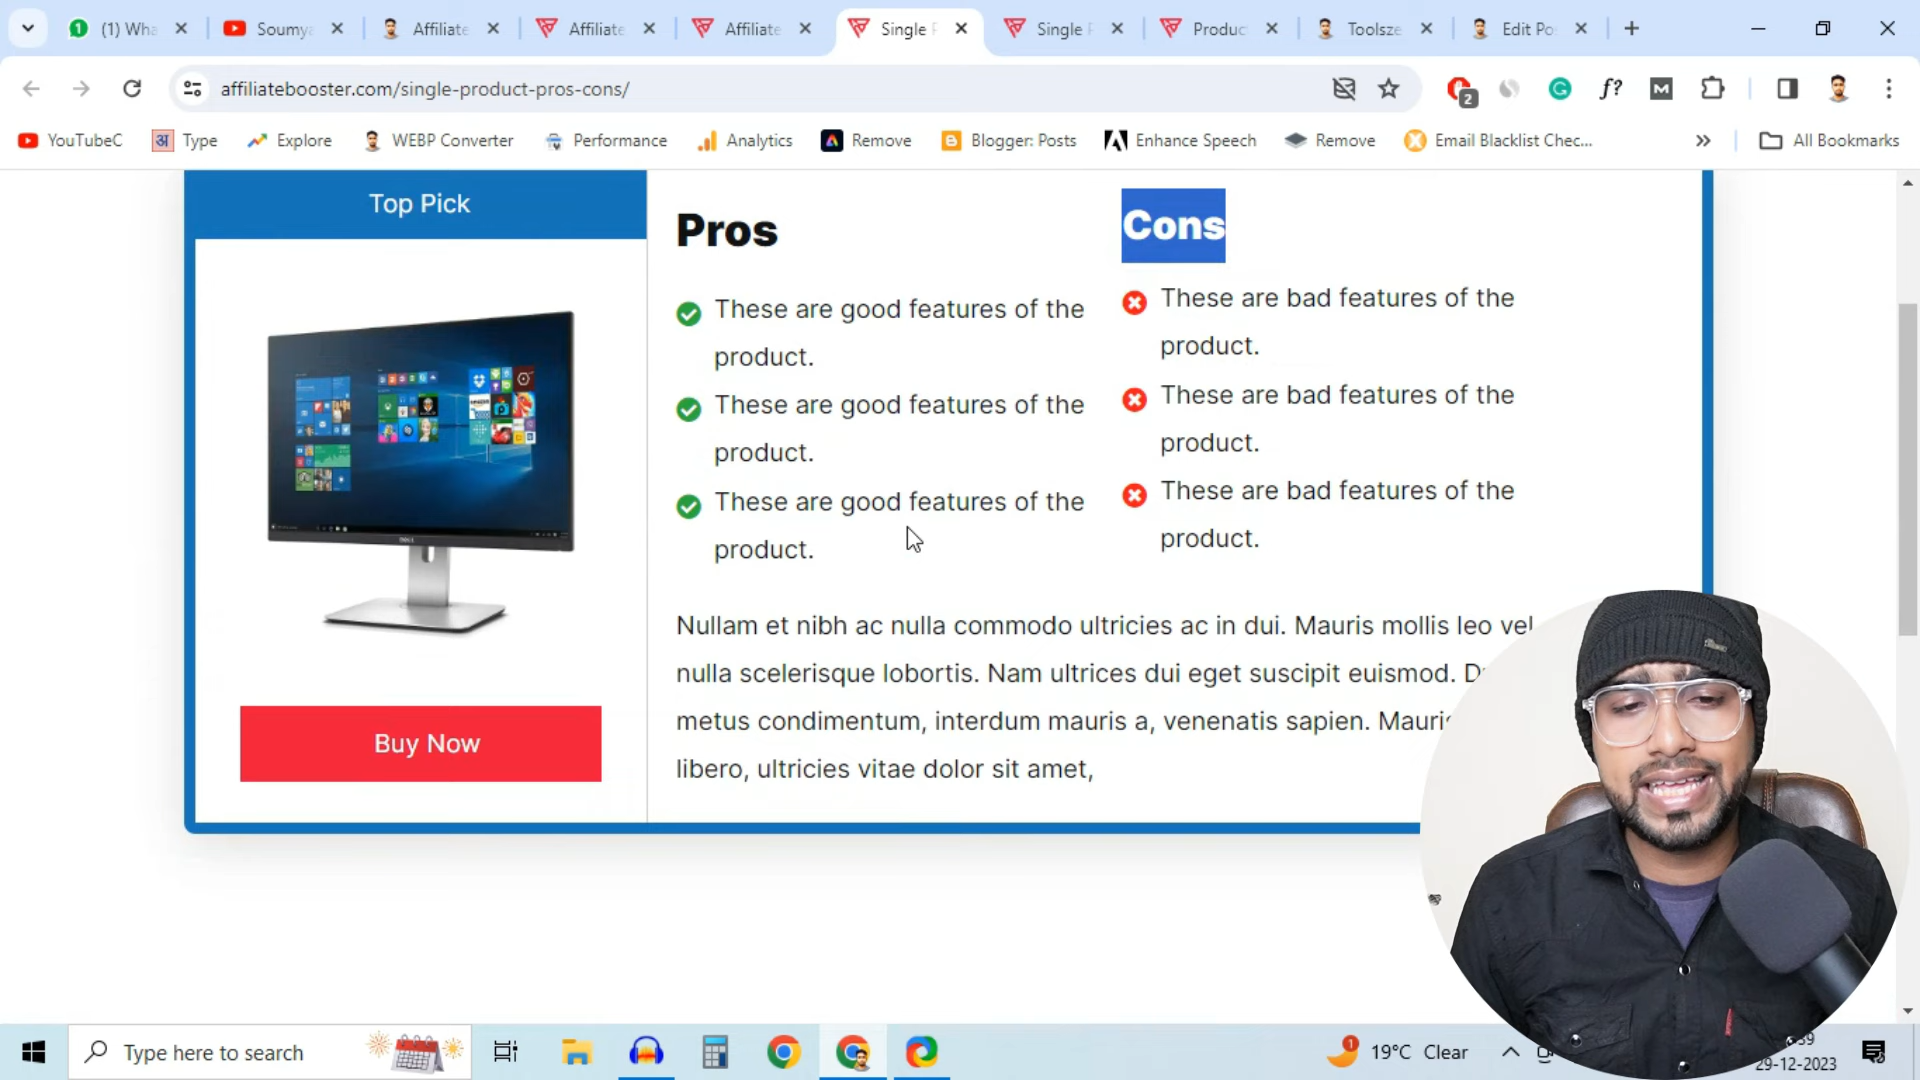 (1) Wha
Soumy
Affiliate
Affiliate
Affiliate
Single P
Single P
Produc
Toolsze
Edit Po
affiliatebooster.com/single-product-pros-cons/
2
YouTubeC
अ Type
Explore
WEBP Converter
Performance
Analytics
Remove
Blogger: Posts
Enhance Speech
Remove
Email Blacklist Chec...
All Bookmarks
Top Pick
Pros
These are good features of the
product.
These are good features of the
product.
These are good features of the
product.
Cons
These are bad features of the
product.
These are bad features of the
product.
These are bad features of the
product.
Nullam et nibh ac nulla commodo ultricies ac in dui. Mauris mollis leo vel
nulla scelerisque lobortis. Nam ultrices dui eget suscipit euismod.
metus condimentum, interdum mauris a, venenatis sapien. Mauris
libero, ultricies vitae dolor sit amet,
Buy Now
Type here to search
1
19°C Clear
29-12-2023